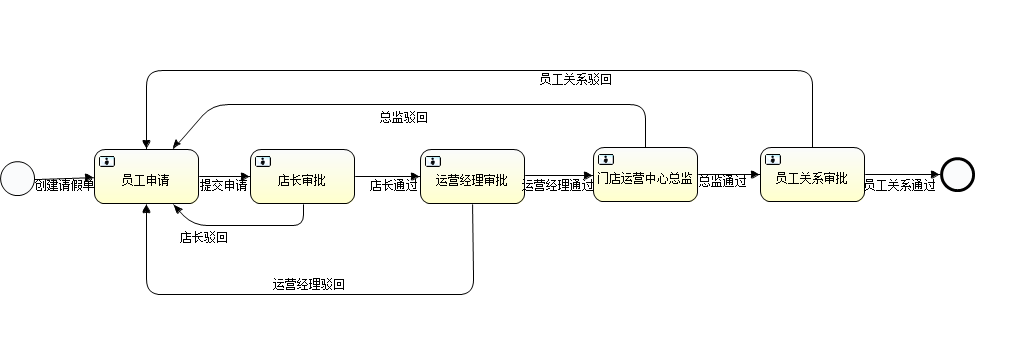 员工关系驳回
总监驳回
创建请假单
员工申请
提交申请
店长审批
店长通过
运营经理审批
运营经理通过
门店运营中心总监
总监通过
员工关系审批
员工关系通过
店长驳回
运营经理驳回